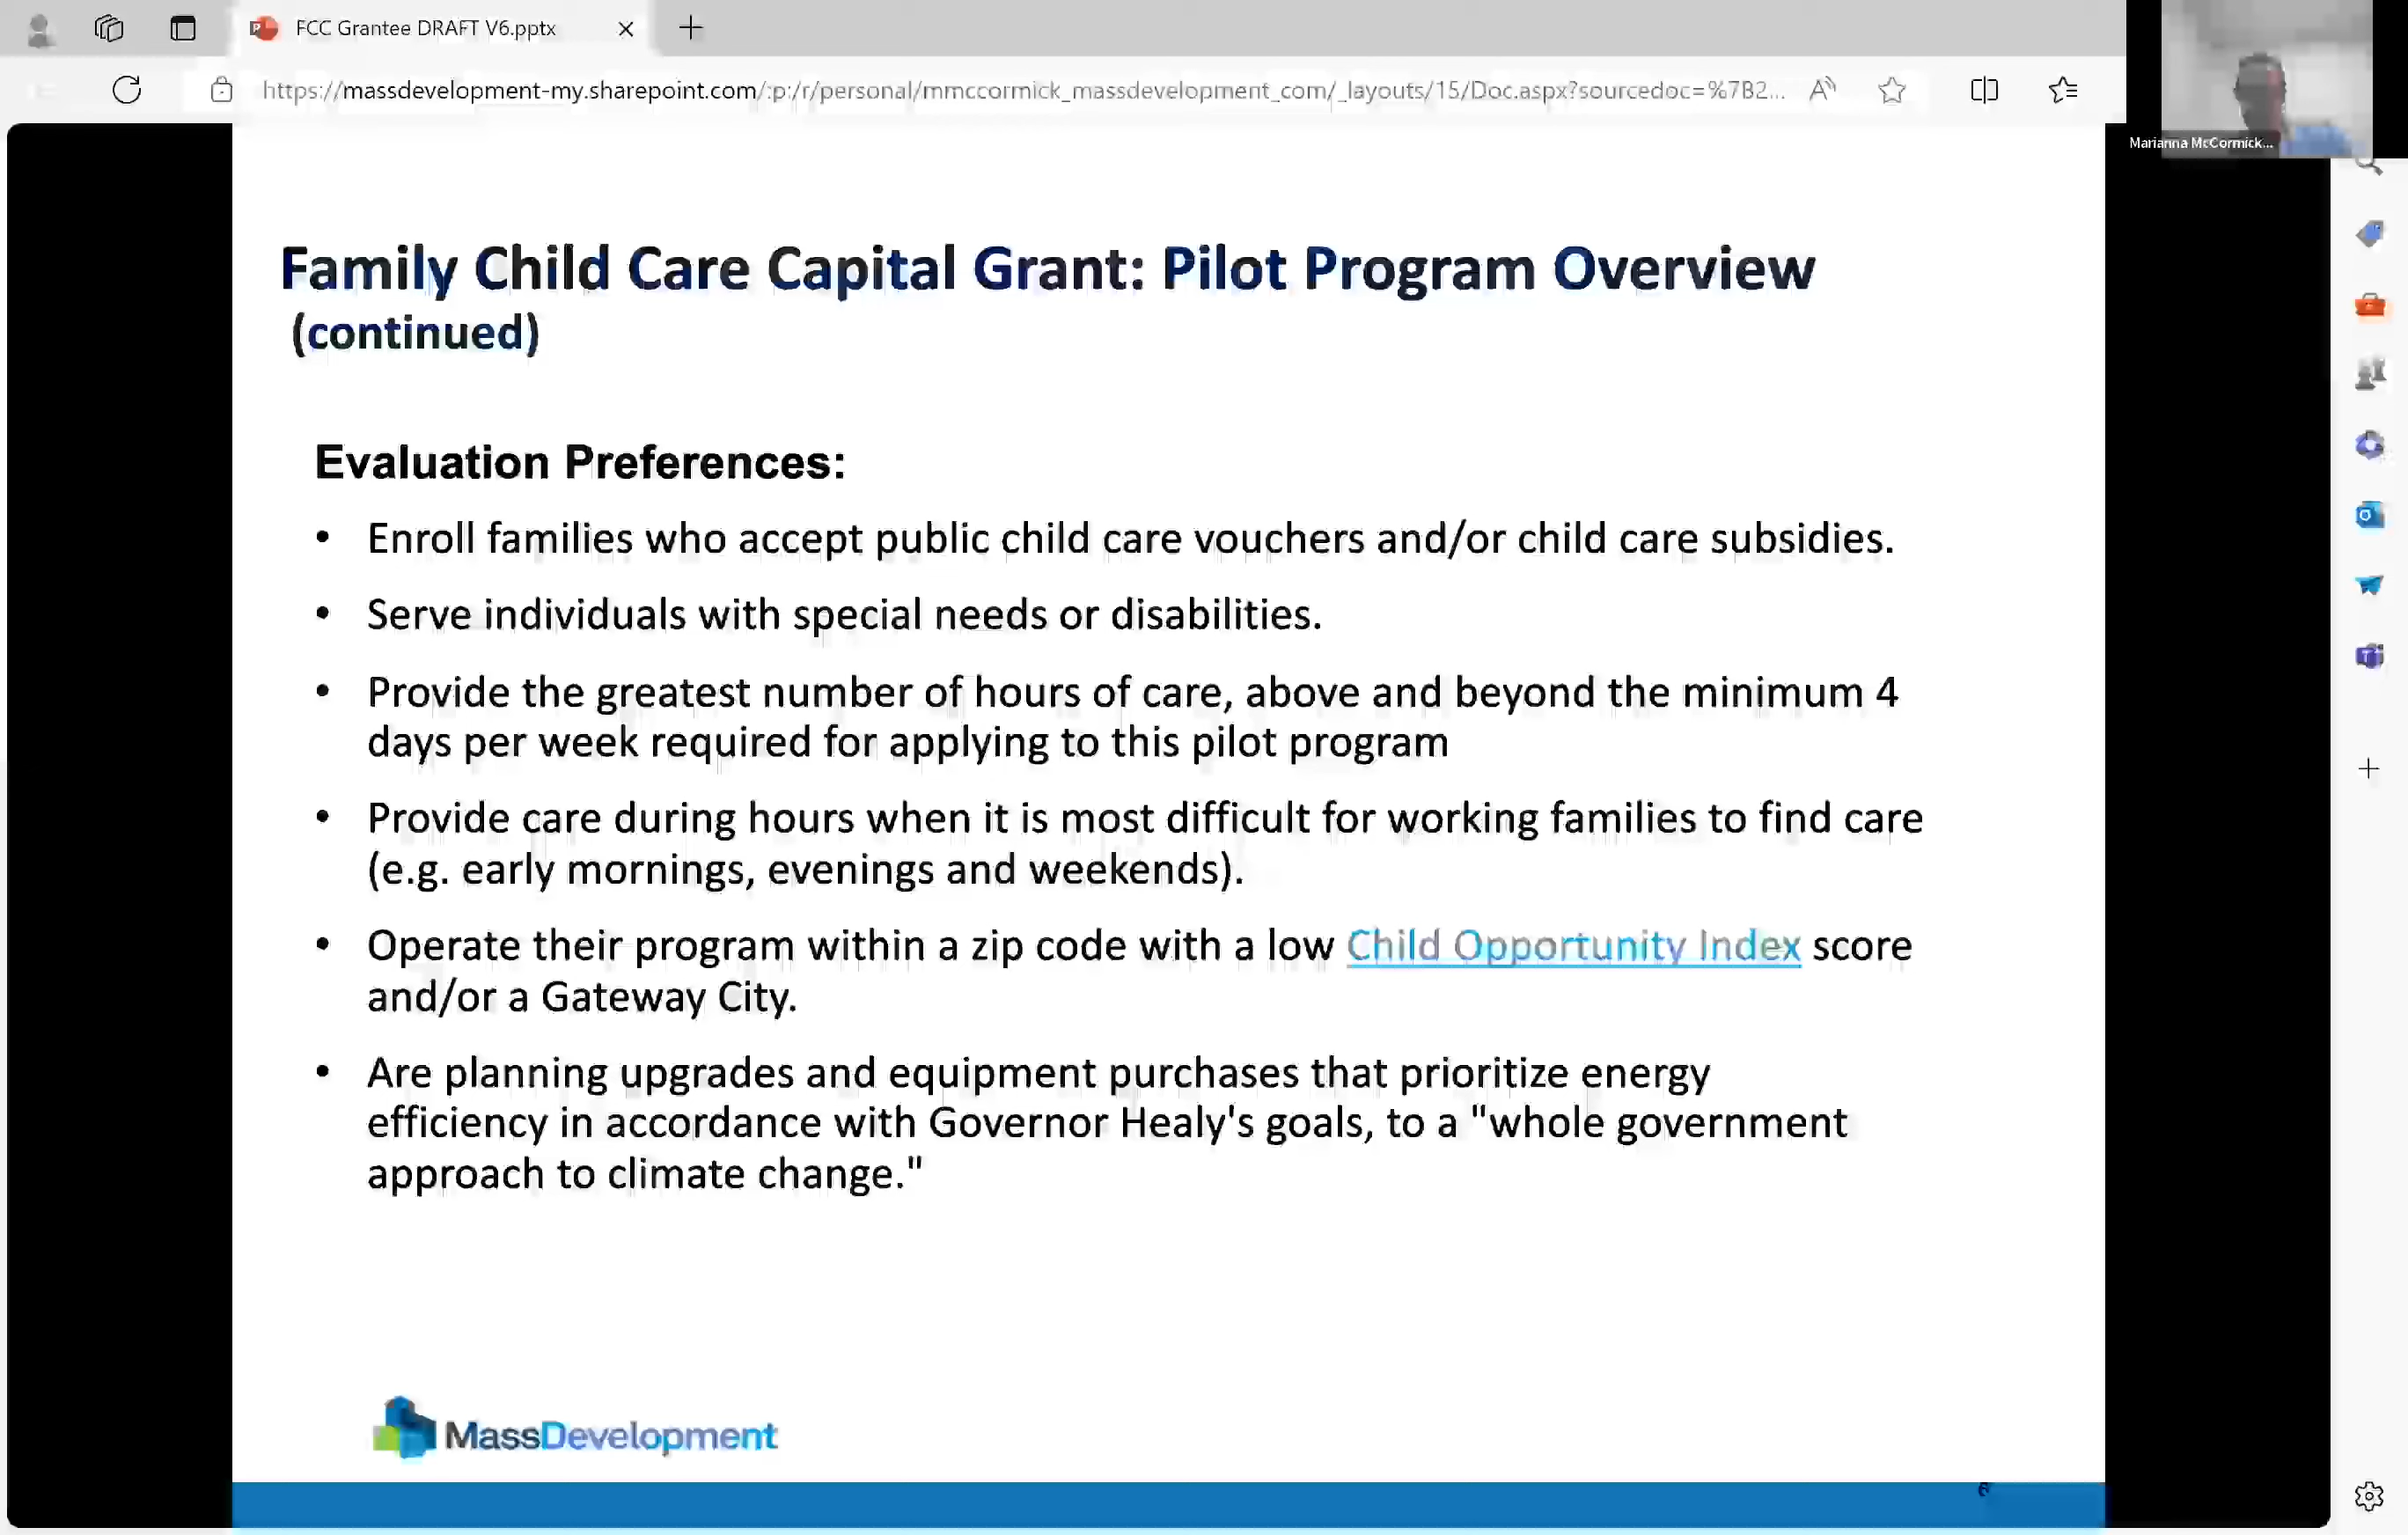 FCC Grantee DRAFT V6.pptx
https://massdevelopment-my.sharepoint.com/:p:/r/personal/mmccormick_massdevelopment_com/_layouts/15/Doc.aspx?sourcedoc=%7B2...
Marianna McCormick...
Family Child Care Capital Grant: Pilot Program Overview
(continued)
Evaluation Preferences:
• Enroll families who accept public child care vouchers and/or child care subsidies.
• Serve individuals with special needs or disabilities.
• Provide the greatest number of hours of care, above and beyond the minimum 4
days per week required for applying to this pilot program
• Provide care during hours when it is most difficult for working families to find care
(e.g. early mornings, evenings and weekends).
• Operate their program within a zip code with a low Child Opportunity Index score
and/or a Gateway City.
• Are planning upgrades and equipment purchases that prioritize energy
efficiency in accordance with Governor Healy's goals, to a "whole government
approach to climate change."
MassDevelopment